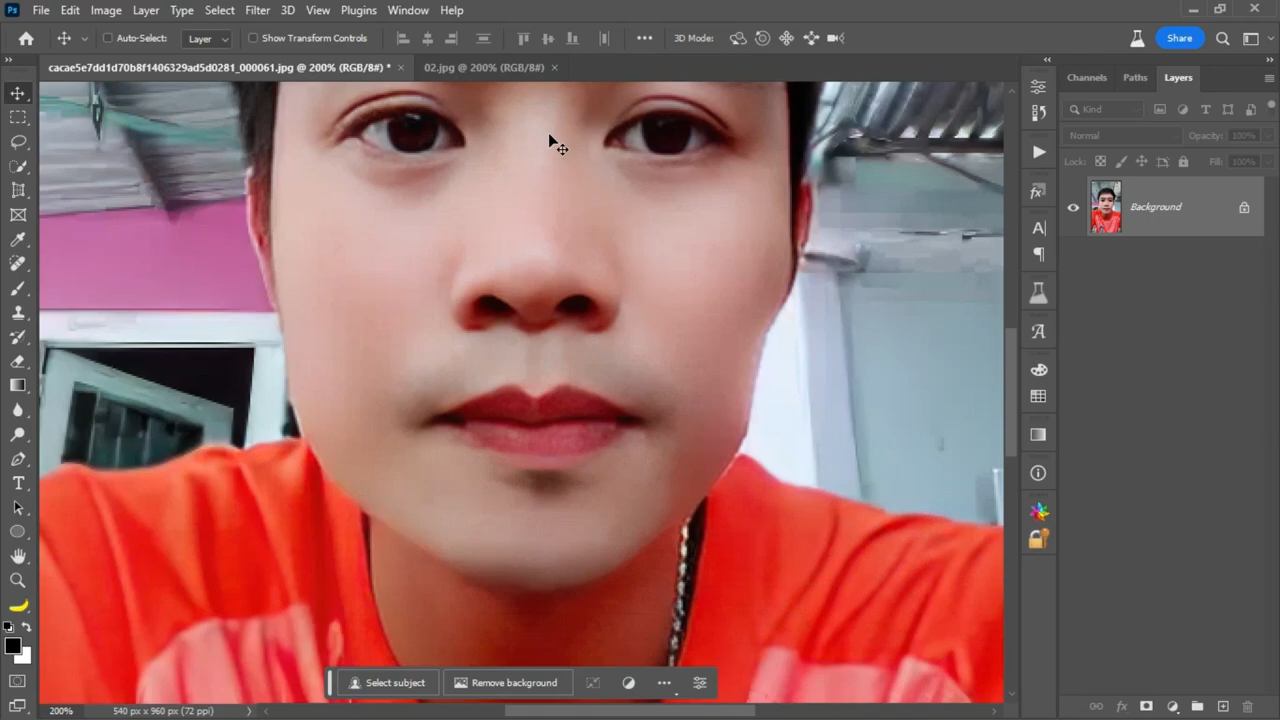 Ps File Edit Image Layer Type Select Filter 3D View Plugins Window Help
Auto-Select: Layer Show Transform Controls 3D Mode: Share
cacae5e7dd1d70b8f1406329ad5d0281_000061.jpg @ 200% (RGB/8#) * × 02.jpg @ 200% (RGB/8#) ×
Channels Paths Layers
Kind
Normal Opacity: 100%
Lock: Fill: 100%
Background
Select subject Remove background
200% 540 px x 960 px (72 ppi)